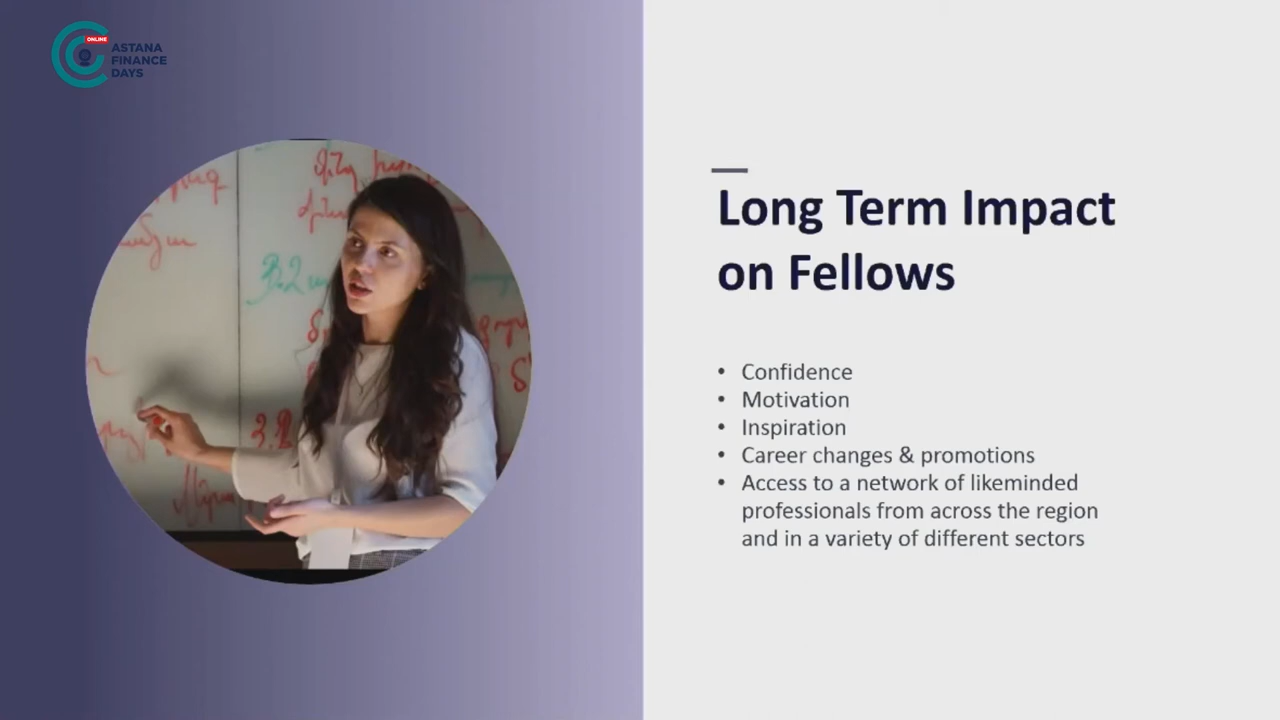 ONLINE
ASTANA
FINANCE
DAYS
Long Term Impact
on Fellows
• Confidence
• Motivation
• Inspiration
• Career changes & promotions
• Access to a network of likeminded
professionals from across the region
and in a variety of different sectors